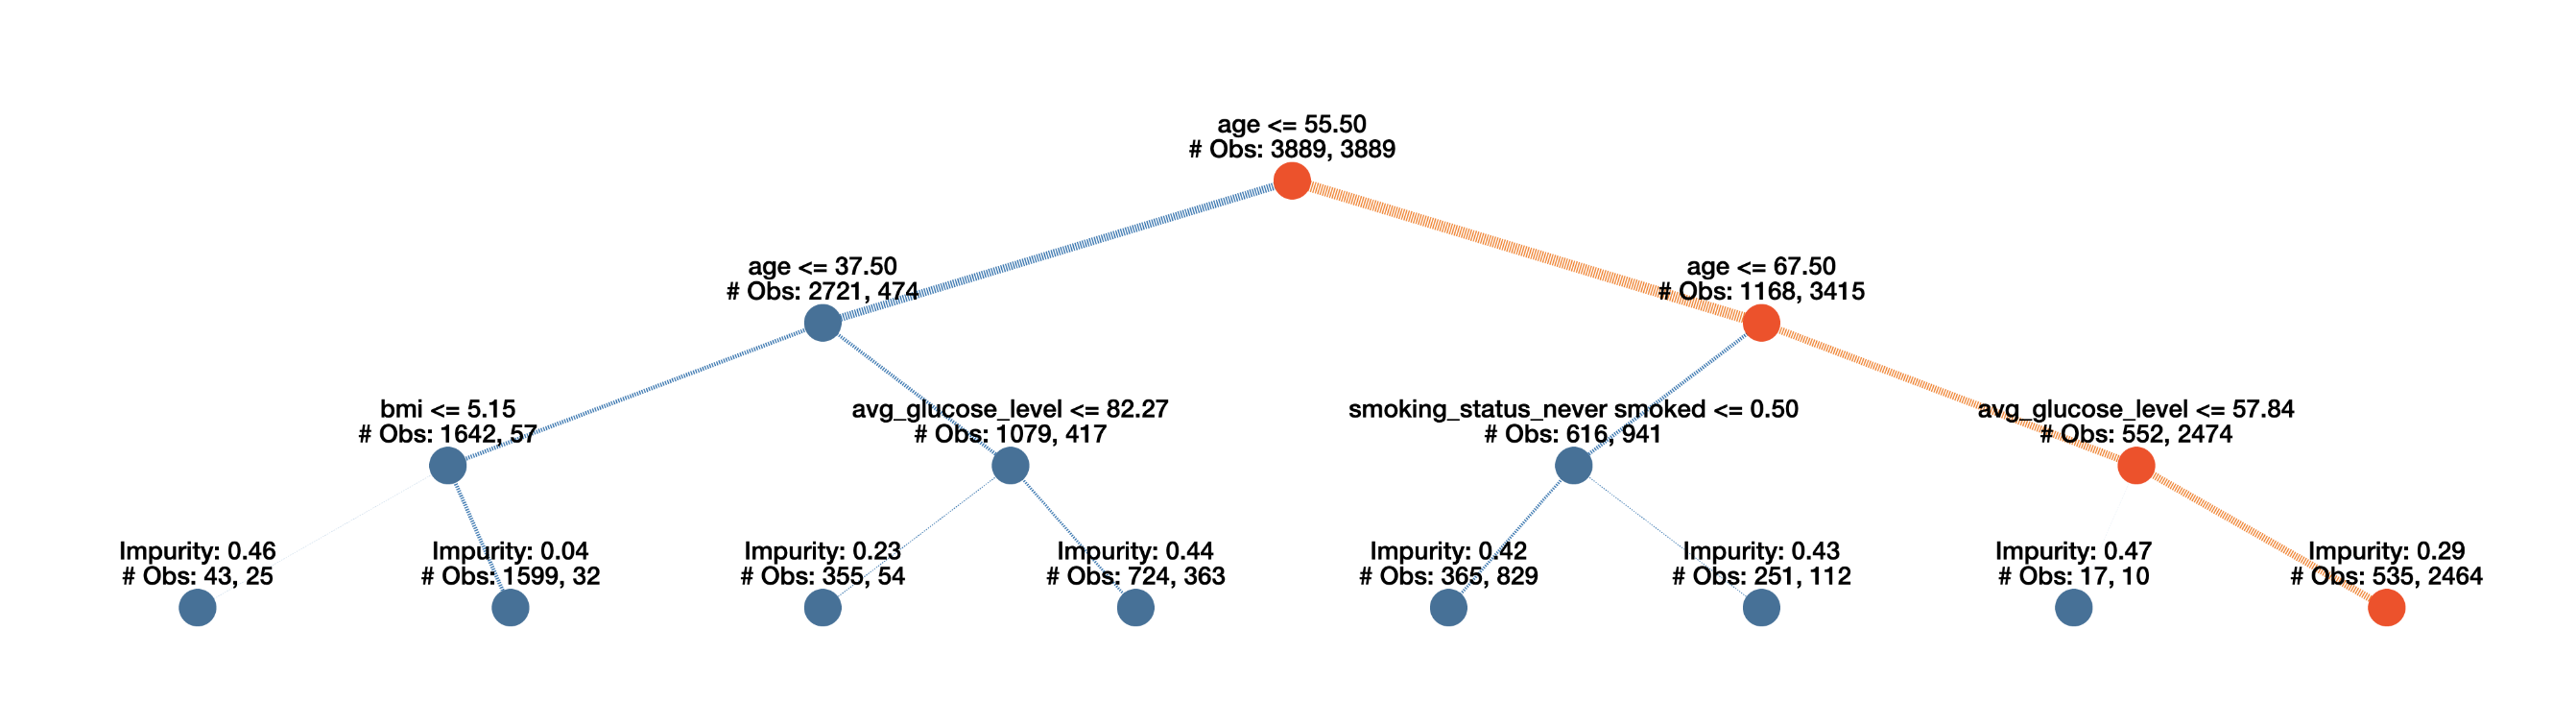 age <= 55.50
# Obs: 3889, 3889
age <= 37.50
# Obs: 2721, 474
age <= 67.50
# Obs: 1168, 3415
bmi <= 5.15
# Obs: 1642, 57
avg_glucose_level <= 82.27
# Obs: 1079, 417
smoking_status_never smoked <= 0.50
# Obs: 616, 941
avg_glucose_level <= 57.84
# Obs: 552, 2474
Impurity: 0.46
# Obs: 43, 25
Impurity: 0.04
# Obs: 1599, 32
Impurity: 0.23
# Obs: 355, 54
Impurity: 0.44
# Obs: 724, 363
Impurity: 0.42
# Obs: 365, 829
Impurity: 0.43
# Obs: 251, 112
Impurity: 0.47
# Obs: 17, 10
Impurity: 0.29
# Obs: 535, 2464